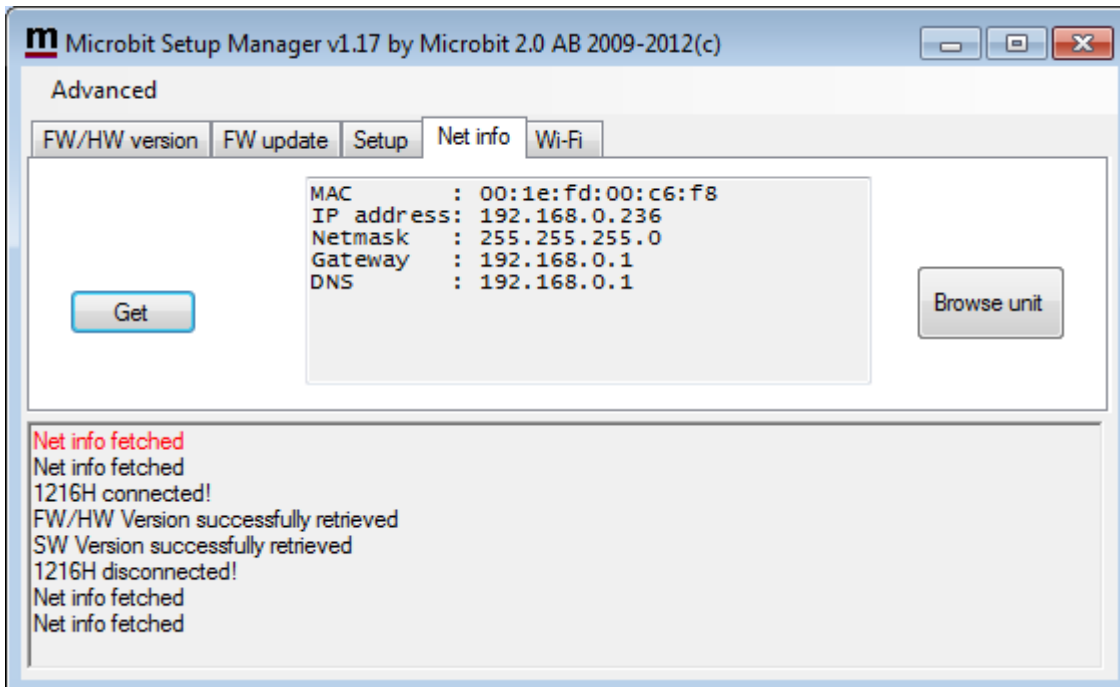 m Microbit Setup Manager v1.17 by Microbit 2.0 AB 2009-2012(c)
Advanced
FW/HW version FW update Setup Net info Wi-Fi
MAC : 00:1e:fd:00:c6:f8
IP address: 192.168.0.236
Netmask : 255.255.255.0
Gateway : 192.168.0.1
DNS : 192.168.0.1
Get
Browse unit
Net info fetched
Net info fetched
1216H connected!
FW/HW Version successfully retrieved
SW Version successfully retrieved
1216H disconnected!
Net info fetched
Net info fetched